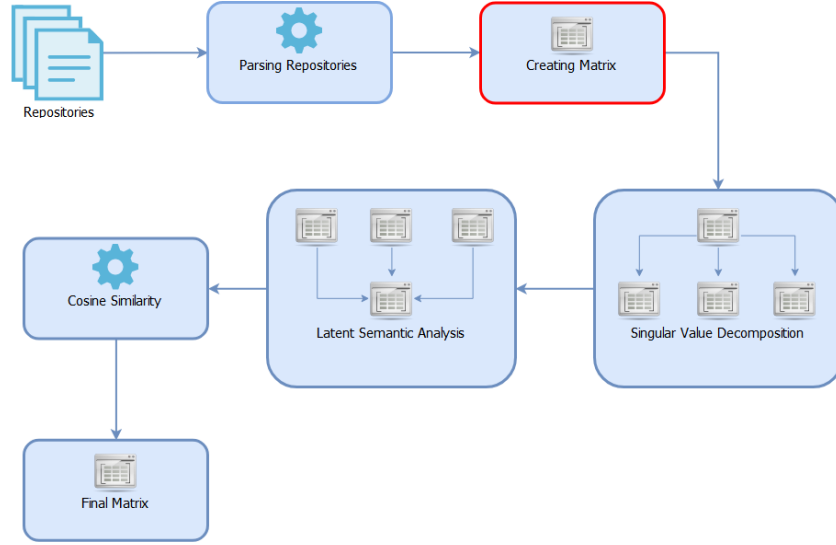 Repositories
Parsing Repositories
Creating Matrix
Singular Value Decomposition
Latent Semantic Analysis
Cosine Similarity
Final Matrix